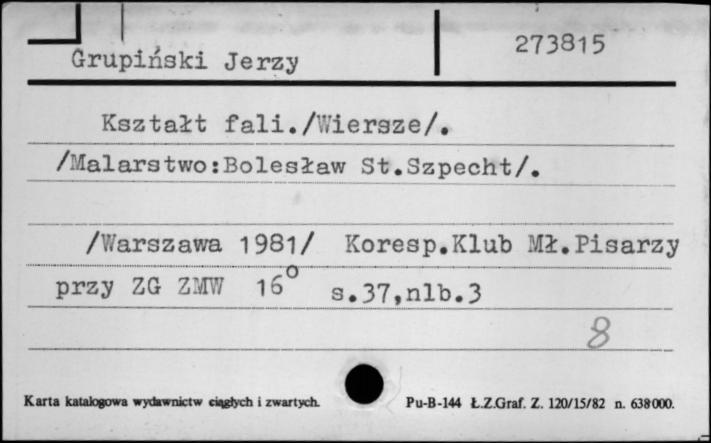 Grupiński Jerzy 273815
Kształt fali./Wiersze/.
/Malarstwo:Bolesław St.Szpecht/.
/Warszawa 1981/ Koresp.Klub Mł.Pisarzy
przy ZG ZMW 16° s.37,nlb.3
8
Karta katalogowa wydawnictw ciągłych i zwartych. Pu-B-144 Ł.Z.Graf. Z. 120/15/82 n. 638000.